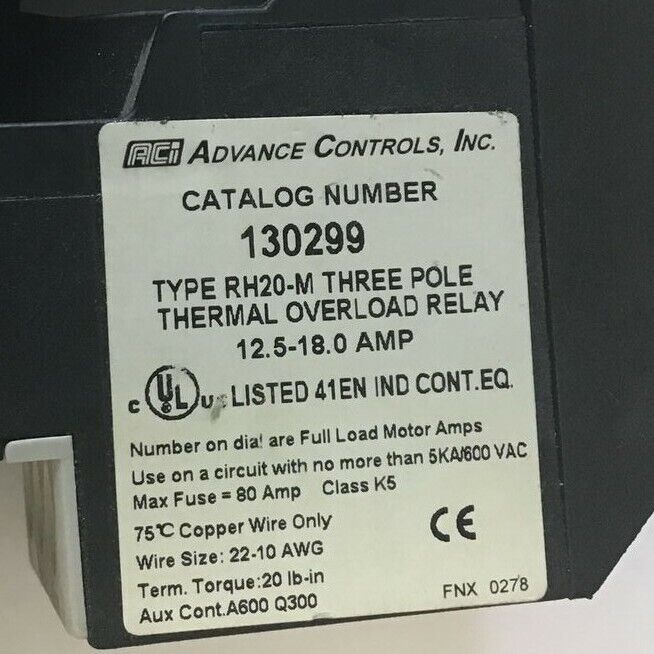 ACi ADVANCE CONTROLS, INC.
CATALOG NUMBER
130299
TYPE RH20-M THREE POLE
THERMAL OVERLOAD RELAY
12.5-18.0 AMP
c UL us LISTED 41EN IND CONT.EQ.
Number on dial are Full Load Motor Amps
Use on a circuit with no more than 5KA/600 VAC
Max Fuse = 80 Amp Class K5
75℃ Copper Wire Only
Wire Size: 22-10 AWG
CE
Term. Torque:20 lb-in
Aux Cont.A600 Q300
FNX 0278